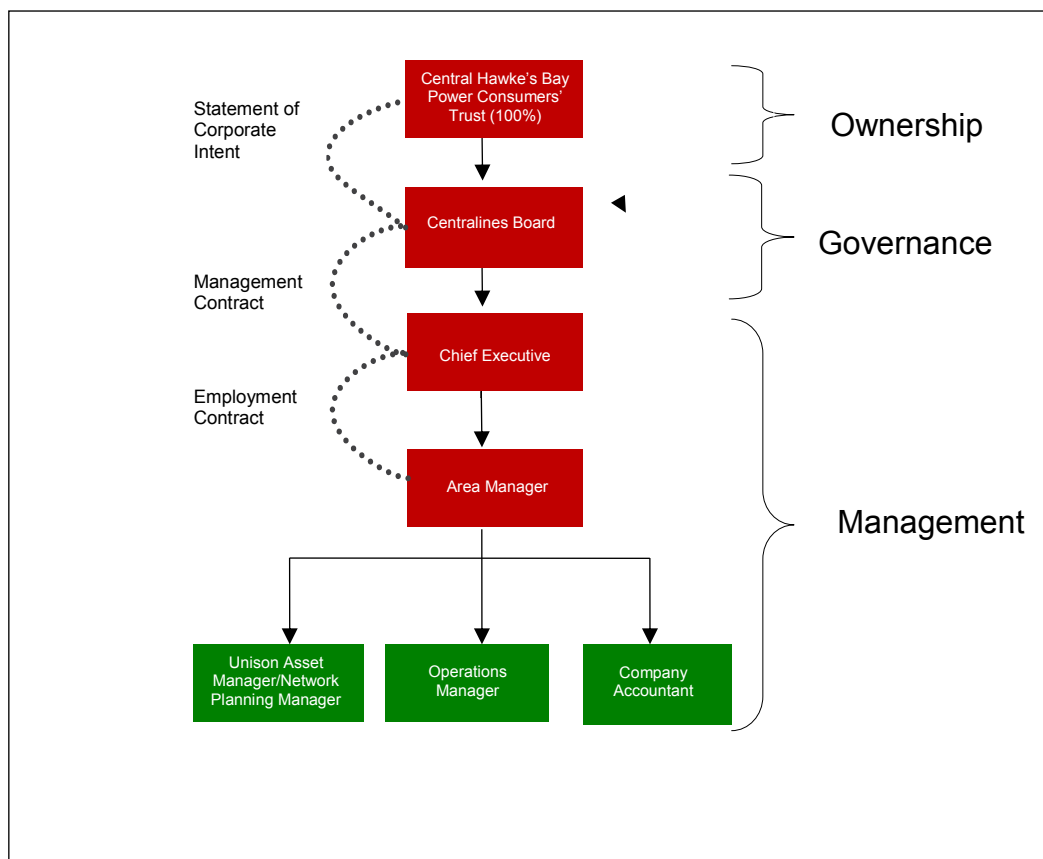 Central Hawke's Bay
Power Consumers'
Trust (100%)
Statement of
Corporate
Intent
Ownership
Centralines Board
Governance
Management
Contract
Chief Executive
Employment
Contract
Area Manager
Management
Unison Asset
Manager/Network
Planning Manager
Operations
Manager
Company
Accountant